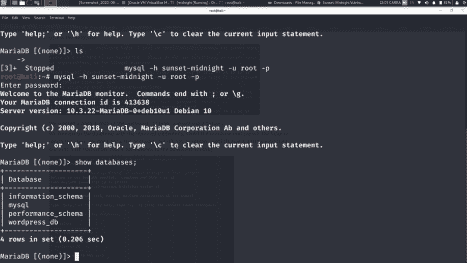 Type 'help;' or '\h' for help. Type '\c' to clear the current input statement.
MariaDB [(none)]> ls
->
[3]+  Stopped                 mysql -h sunset-midnight -u root -p
root@kali:~# mysql -h sunset-midnight -u root -p
Enter password:
Welcome to the MariaDB monitor.  Commands end with ; or \g.
Your MariaDB connection id is 413638
Server version: 10.3.22-MariaDB-0+deb10u1 Debian 10
Copyright (c) 2000, 2018, Oracle, MariaDB Corporation Ab and others.
Type 'help;' or '\h' for help. Type '\c' to clear the current input statement.
MariaDB [(none)]> show databases;
+--------------------+
| Database           |
+--------------------+
| information_schema |
| mysql              |
| performance_schema |
| wordpress_db       |
+--------------------+
4 rows in set (0.206 sec)
MariaDB [(none)]>